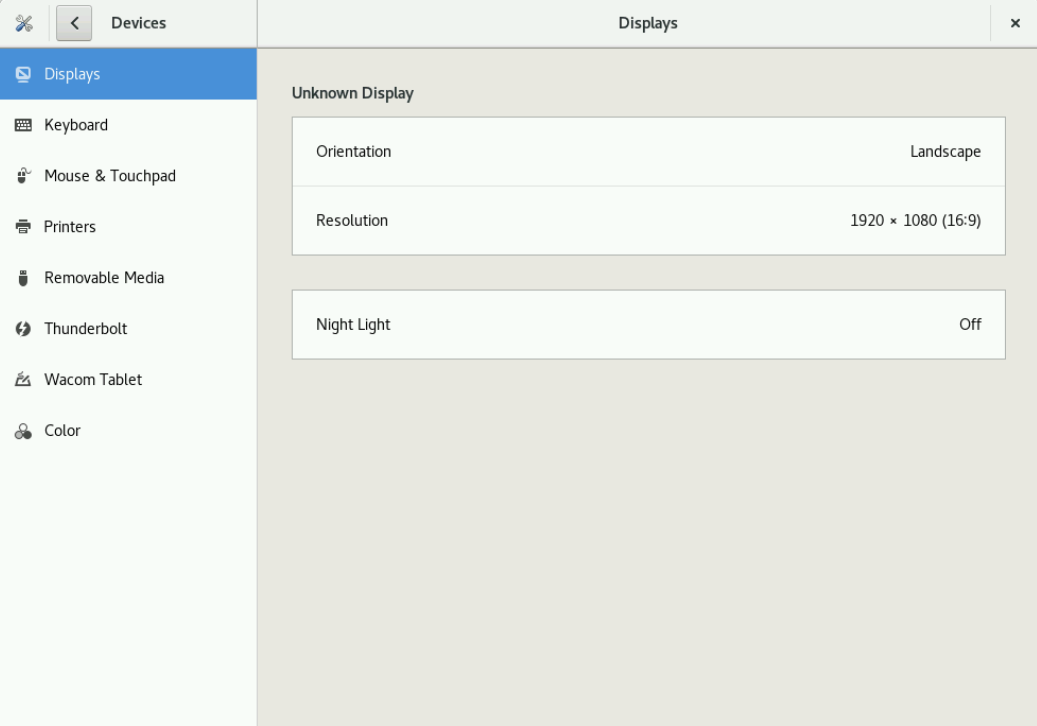 Devices
Displays
Displays
Keyboard
Mouse & Touchpad
Printers
Removable Media
Thunderbolt
Wacom Tablet
Color
Unknown Display
Orientation Landscape
Resolution 1920 × 1080 (16:9)
Night Light Off